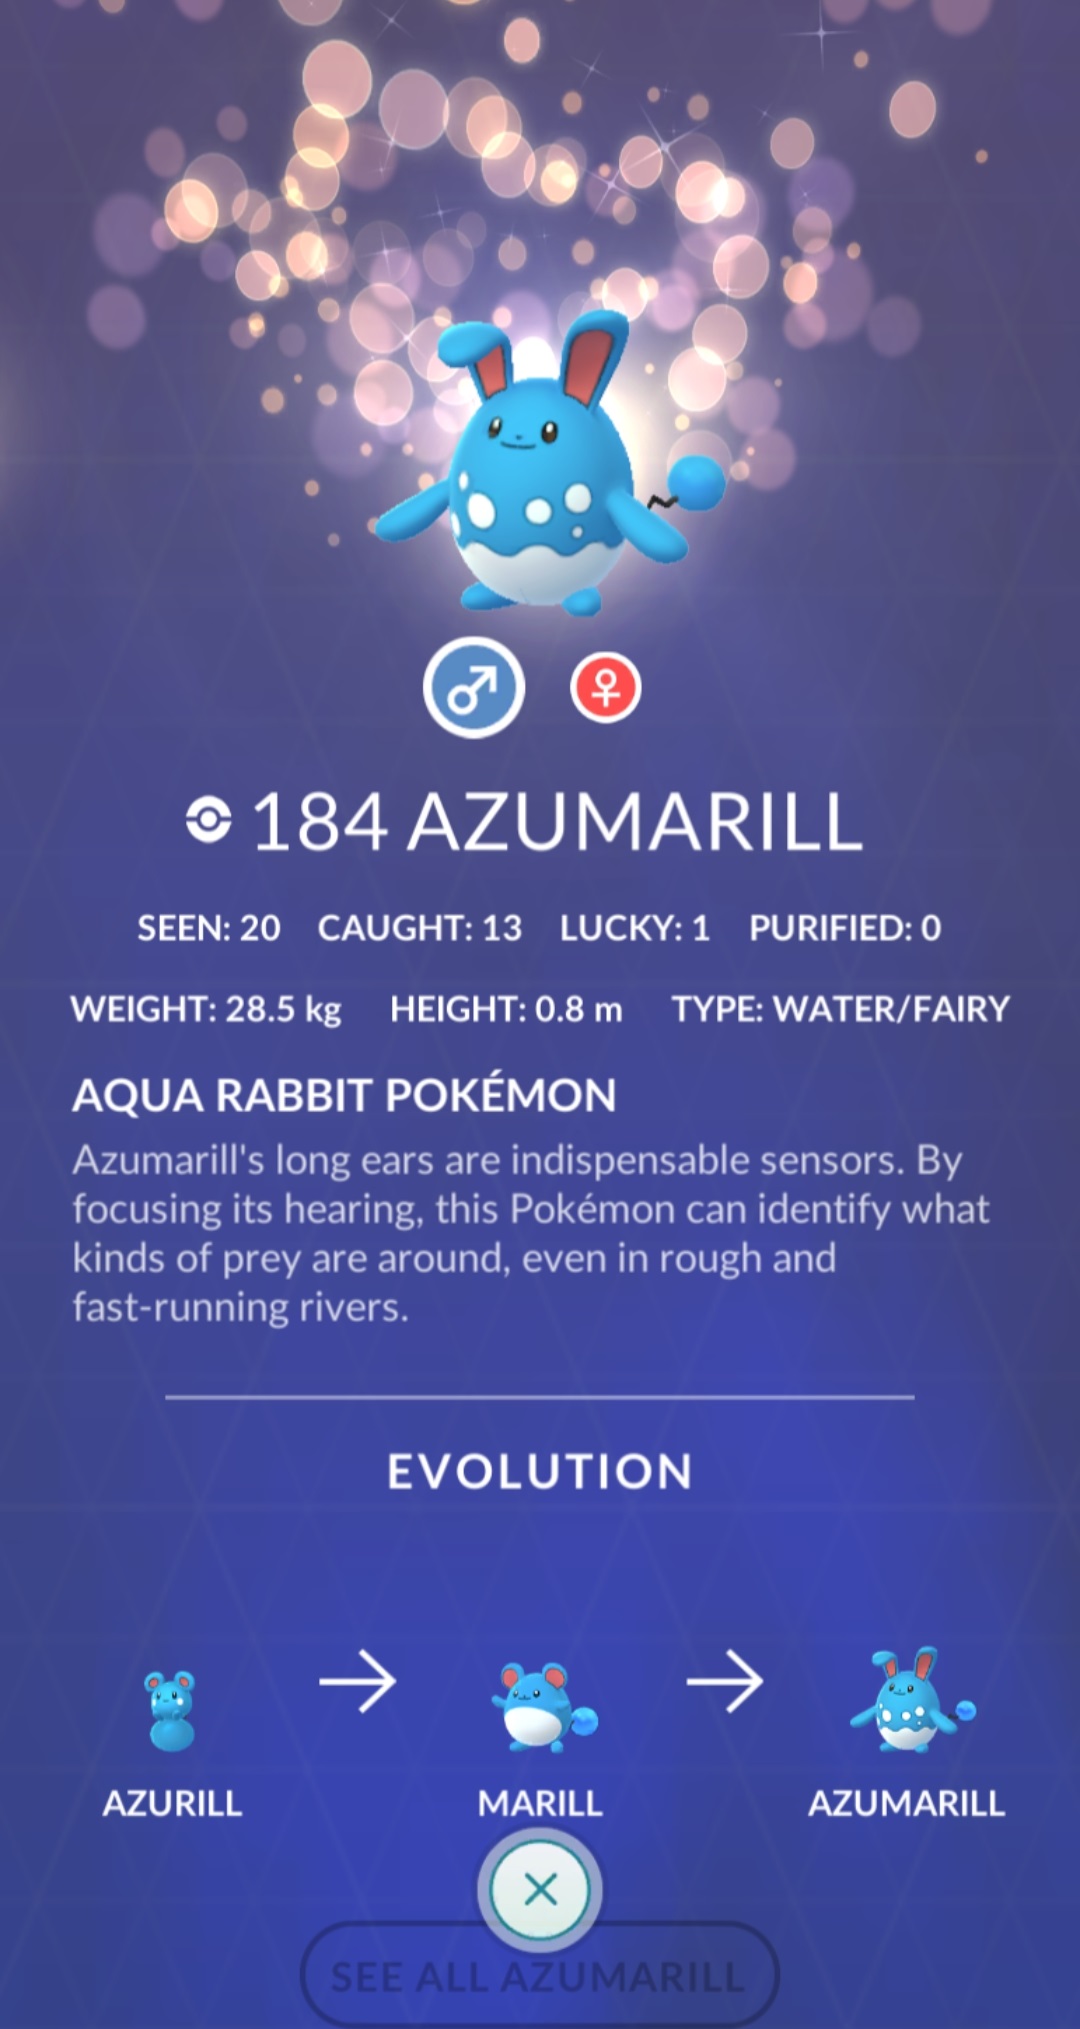 184 AZUMARILL
SEEN: 20 CAUGHT: 13 LUCKY: 1 PURIFIED: 0
WEIGHT: 28.5 kg HEIGHT: 0.8 m TYPE: WATER/FAIRY
AQUA RABBIT POKÉMON
Azumarill's long ears are indispensable sensors. By
focusing its hearing, this Pokémon can identify what
kinds of prey are around, even in rough and
fast-running rivers.
EVOLUTION
AZURILL MARILL AZUMARILL
SEE ALL AZUMARILL